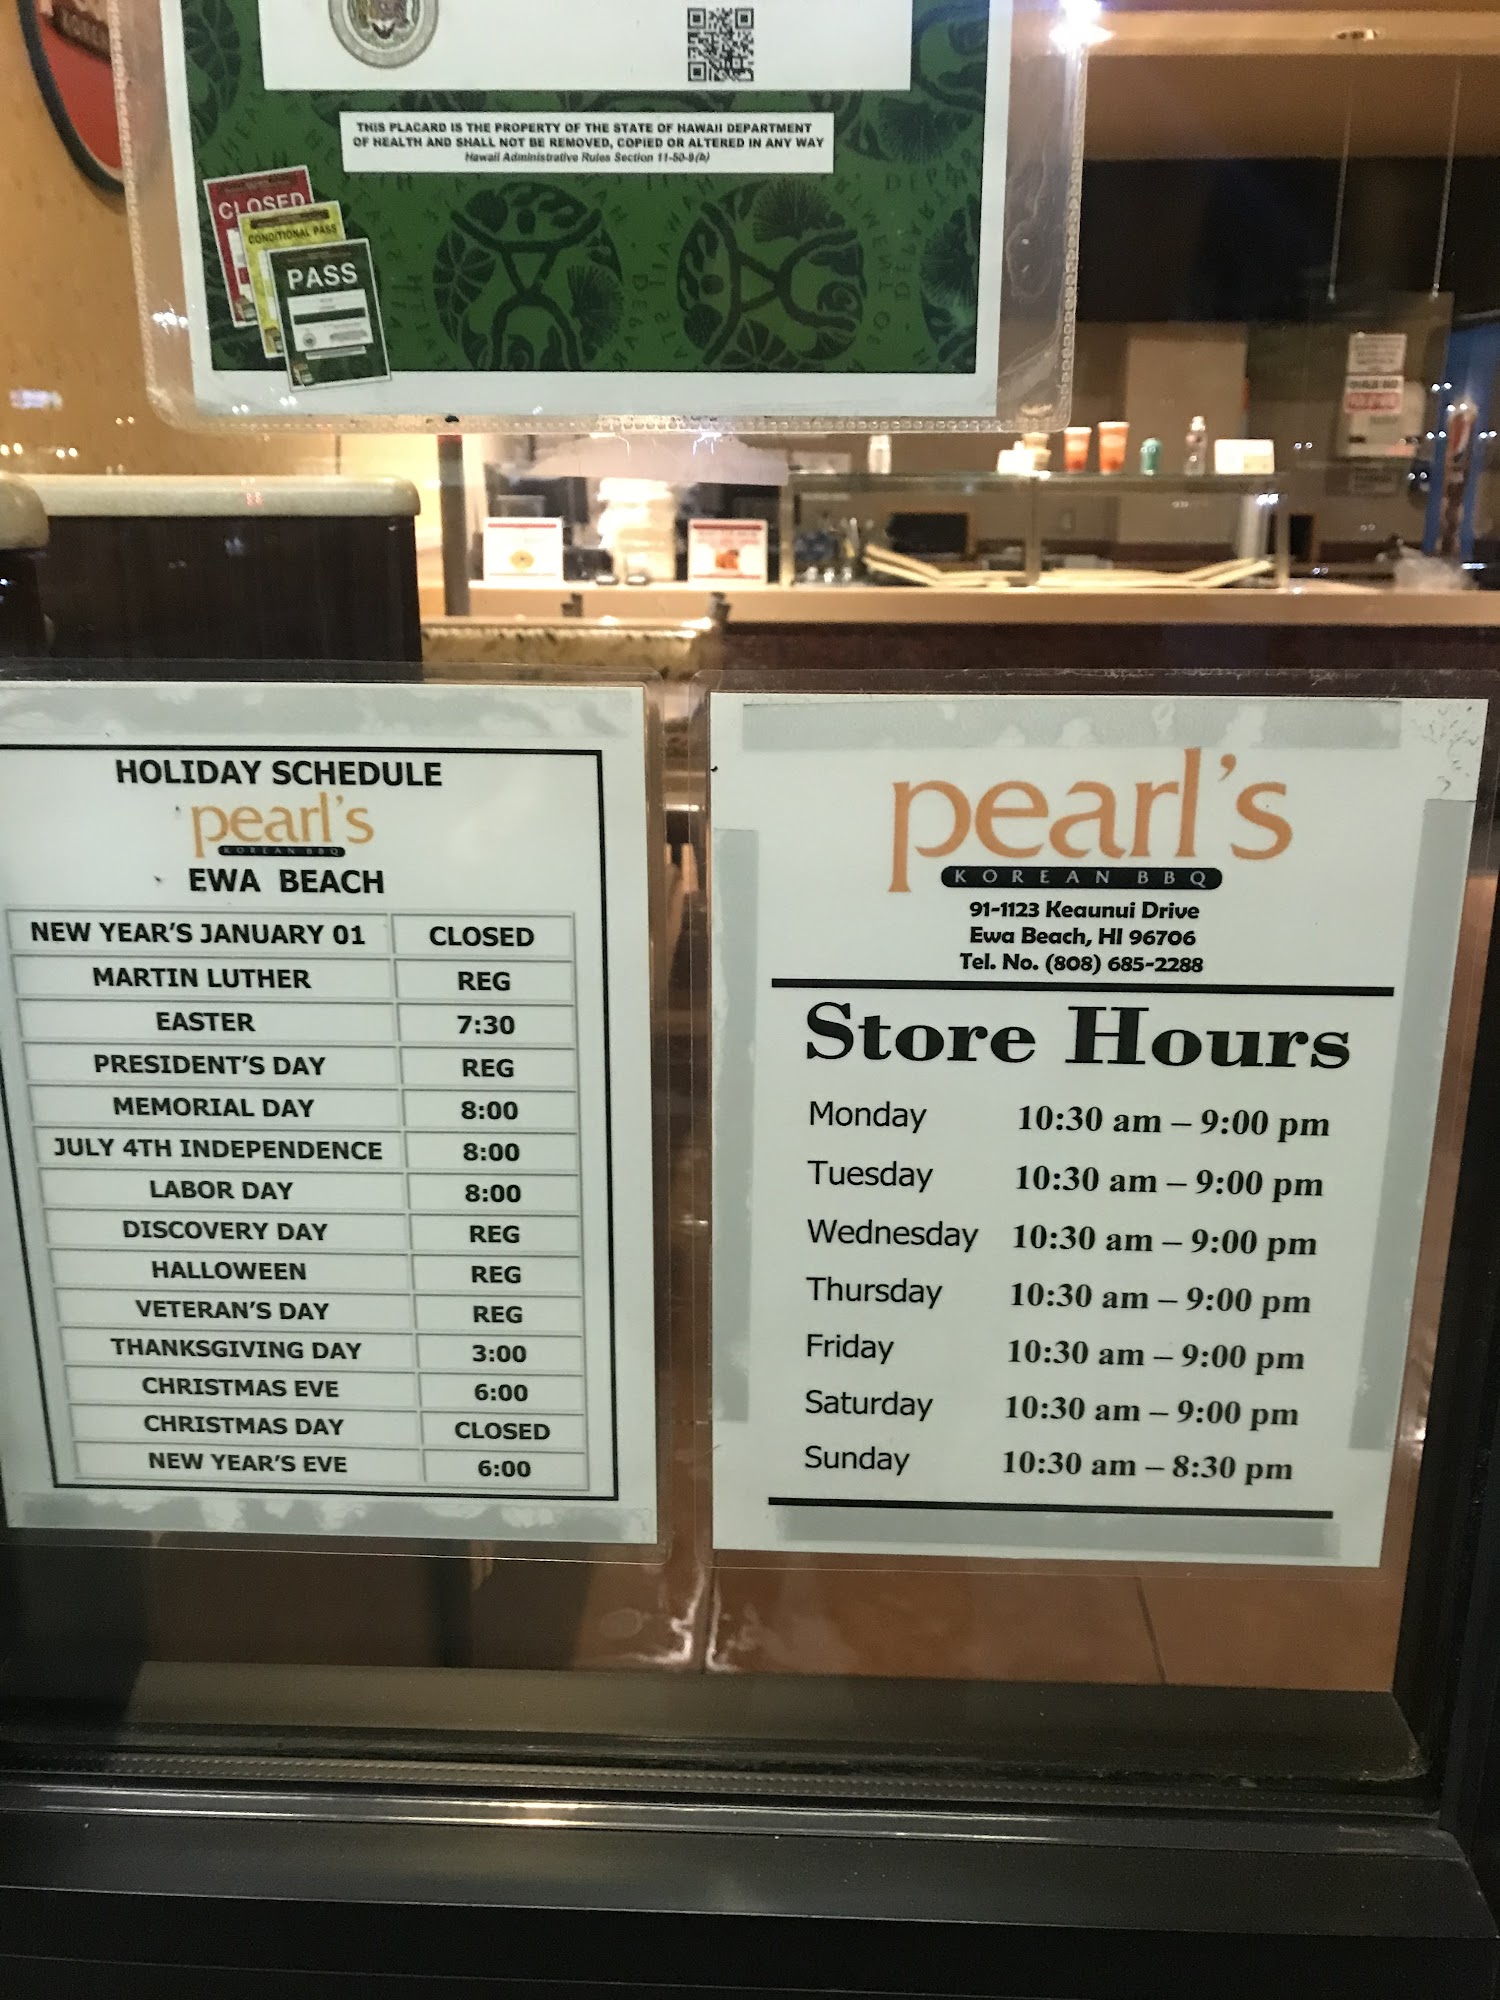 THIS PLACARD IS THE PROPERTY OF THE STATE OF HAWAII DEPARTMENT
OF HEALTH AND SHALL NOT BE REMOVED, COPIED OR ALTERED IN ANY WAY
Hawaii Administrative Rules Section 11-50-9(h)
CLOSED
CONDITIONAL PASS
PASS
HOLIDAY SCHEDULE
pearl's
KOREAN BBQ
EWA BEACH
NEW YEAR'S JANUARY 01 CLOSED
MARTIN LUTHER REG
EASTER 7:30
PRESIDENT'S DAY REG
MEMORIAL DAY 8:00
JULY 4TH INDEPENDENCE 8:00
LABOR DAY 8:00
DISCOVERY DAY REG
HALLOWEEN REG
VETERAN'S DAY REG
THANKSGIVING DAY 3:00
CHRISTMAS EVE 6:00
CHRISTMAS DAY CLOSED
NEW YEAR'S EVE 6:00
pearl's
KOREAN BBQ
91-1123 Keaunui Drive
Ewa Beach, HI 96706
Tel. No. (808) 685-2288
Store Hours
Monday 10:30 am – 9:00 pm
Tuesday 10:30 am – 9:00 pm
Wednesday 10:30 am – 9:00 pm
Thursday 10:30 am – 9:00 pm
Friday 10:30 am – 9:00 pm
Saturday 10:30 am – 9:00 pm
Sunday 10:30 am – 8:30 pm